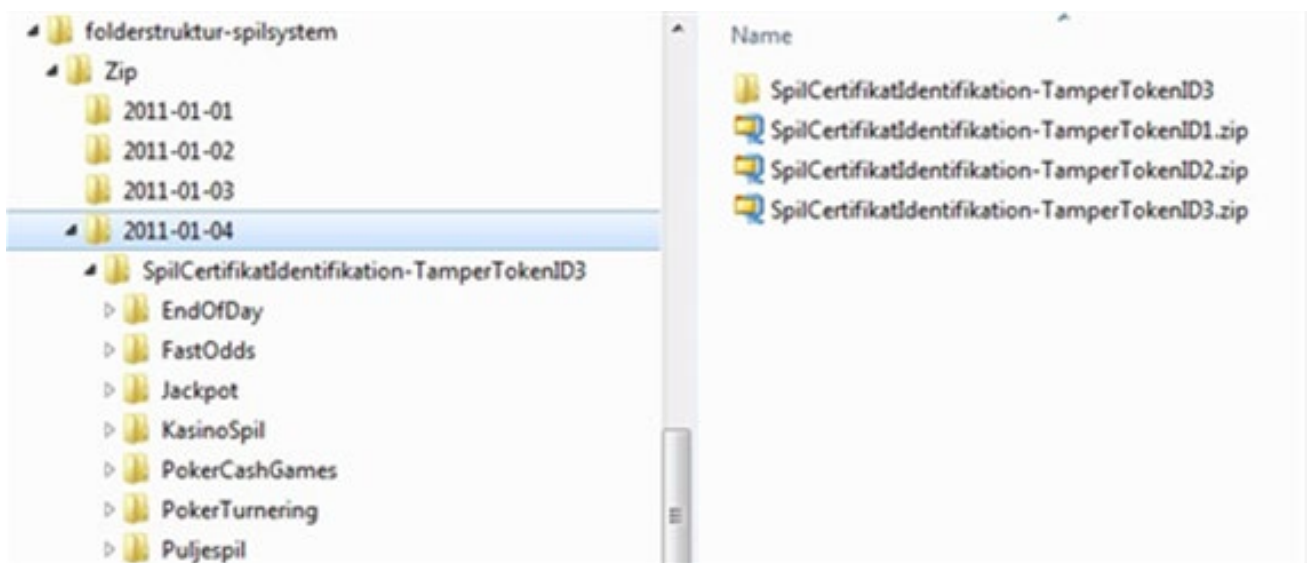 folderstruktur-spilsystem
Zip
2011-01-01
2011-01-02
2011-01-03
2011-01-04
SpilCertifikatIdentifikation-TamperTokenID3
EndOfDay
FastOdds
Jackpot
KasinoSpil
PokerCashGames
PokerTurnering
Puljespil
Name
SpilCertifikatIdentifikation-TamperTokenID3
SpilCertifikatIdentifikation-TamperTokenID1.zip
SpilCertifikatIdentifikation-TamperTokenID2.zip
SpilCertifikatIdentifikation-TamperTokenID3.zip